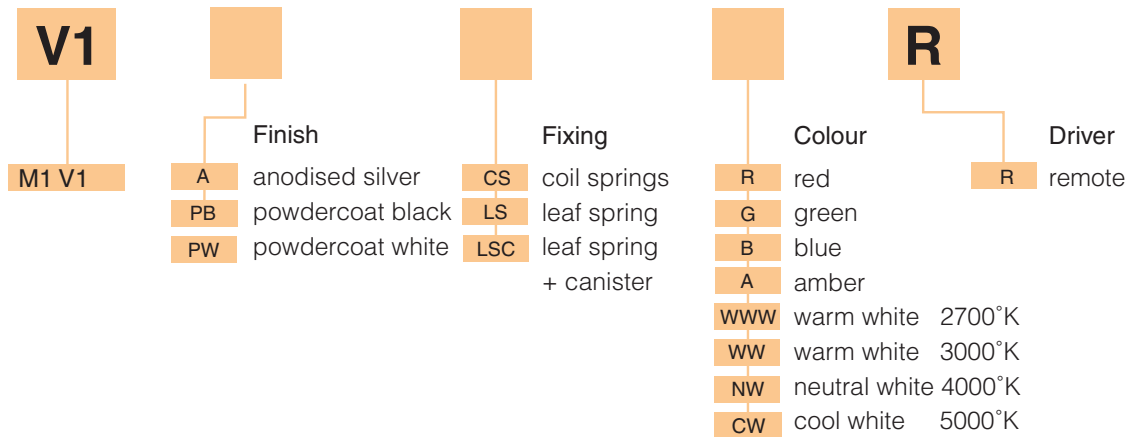 V1 R
Finish Fixing Colour Driver
M1 V1 A anodised silver CS coil springs R red R remote
PB powdercoat black LS leaf spring G green
PW powdercoat white LSC leaf spring B blue
+ canister A amber
WWW warm white 2700˚K
WW warm white 3000˚K
NW neutral white 4000˚K
CW cool white 5000˚K